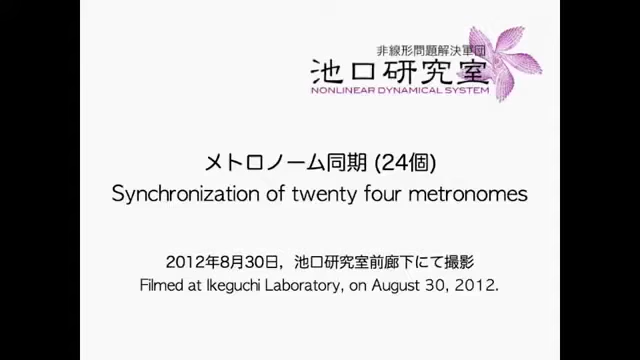 非線形問題解決軍団
池口研究室
NONLINEAR DYNAMICAL SYSTEM
メトロノーム同期 (24個)
Synchronization of twenty four metronomes
2012年8月30日，池口研究室前廊下にて撮影
Filmed at Ikeguchi Laboratory, on August 30, 2012.